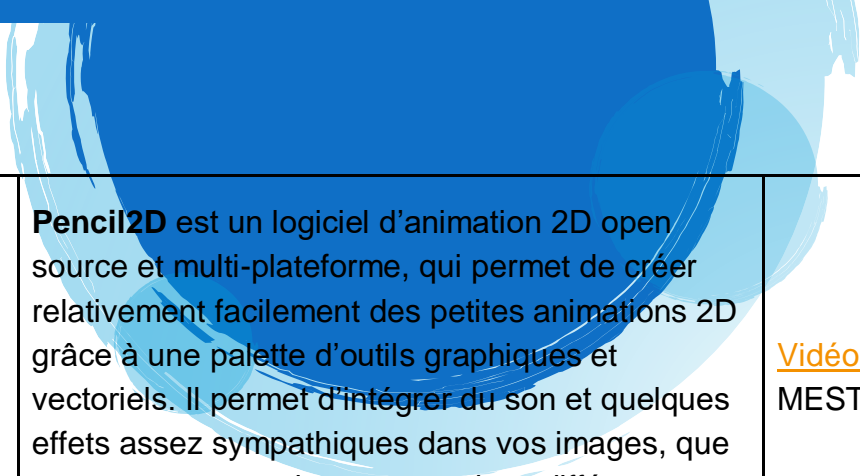 Pencil2D est un logiciel d’animation 2D open
source et multi-plateforme, qui permet de créer
relativement facilement des petites animations 2D
grâce à une palette d’outils graphiques et
vectoriels. Il permet d’intégrer du son et quelques
effets assez sympathiques dans vos images, que
Vidéo
MEST